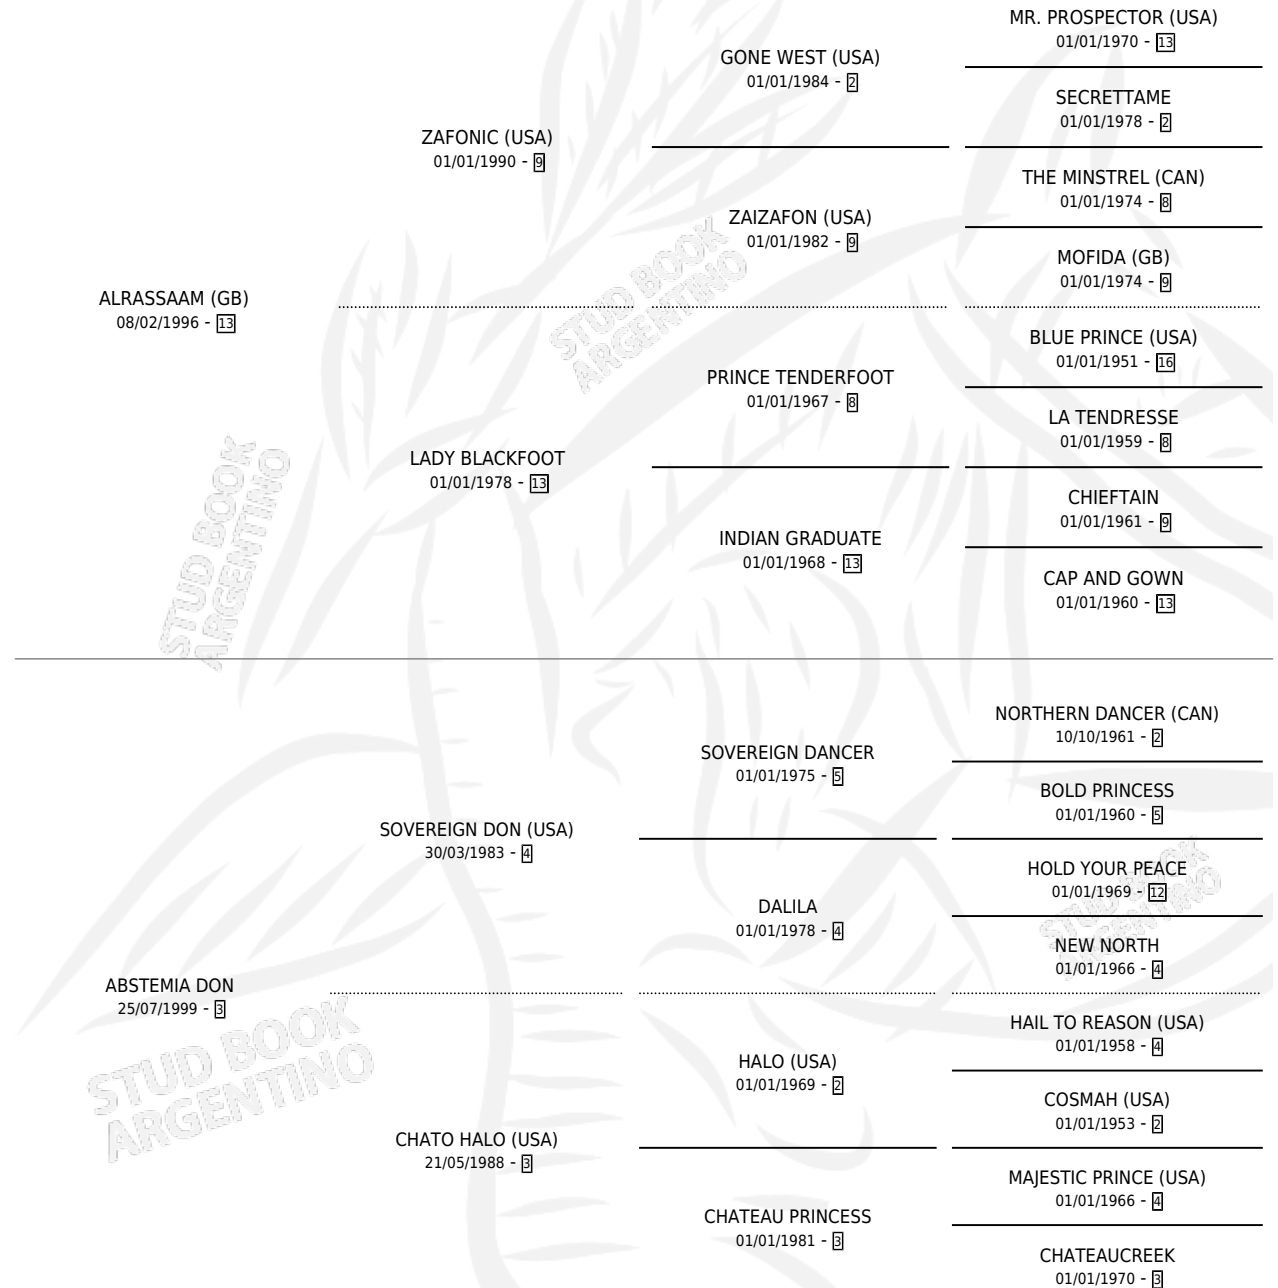 MR. PROSPECTOR (USA)
01/01/1970 - 13
GONE WEST (USA)
01/01/1984 - 2
SECRETTAME
01/01/1978 - 2
ZAFONIC (USA)
01/01/1990 - 9
THE MINSTREL (CAN)
01/01/1974 - 8
ZAIZAFON (USA)
01/01/1982 - 9
MOFIDA (GB)
01/01/1974 - 9
ALRASSAAM (GB)
08/02/1996 - 13
BLUE PRINCE (USA)
01/01/1951 - 16
PRINCE TENDERFOOT
01/01/1967 - 8
LA TENDRESSE
01/01/1959 - 8
LADY BLACKFOOT
01/01/1978 - 13
CHIEFTAIN
01/01/1961 - 9
INDIAN GRADUATE
01/01/1968 - 13
CAP AND GOWN
01/01/1960 - 13
STUD BOOK
ARGENTINO
STUD BOOK
ARGENTINO
NORTHERN DANCER (CAN)
10/10/1961 - 2
SOVEREIGN DANCER
01/01/1975 - 5
BOLD PRINCESS
01/01/1960 - 5
SOVEREIGN DON (USA)
30/03/1983 - 4
HOLD YOUR PEACE
01/01/1969 - 12
DALILA
01/01/1978 - 4
NEW NORTH
01/01/1966 - 4
STUD BOOK
ARGENTINO
ABSTEMIA DON
25/07/1999 - 3
HAIL TO REASON (USA)
01/01/1958 - 4
HALO (USA)
01/01/1969 - 2
COSMAH (USA)
01/01/1953 - 2
STUD BOOK
ARGENTINO
CHATO HALO (USA)
21/05/1988 - 3
MAJESTIC PRINCE (USA)
01/01/1966 - 4
CHATEAU PRINCESS
01/01/1981 - 3
CHATEAUCREEK
01/01/1970 - 3